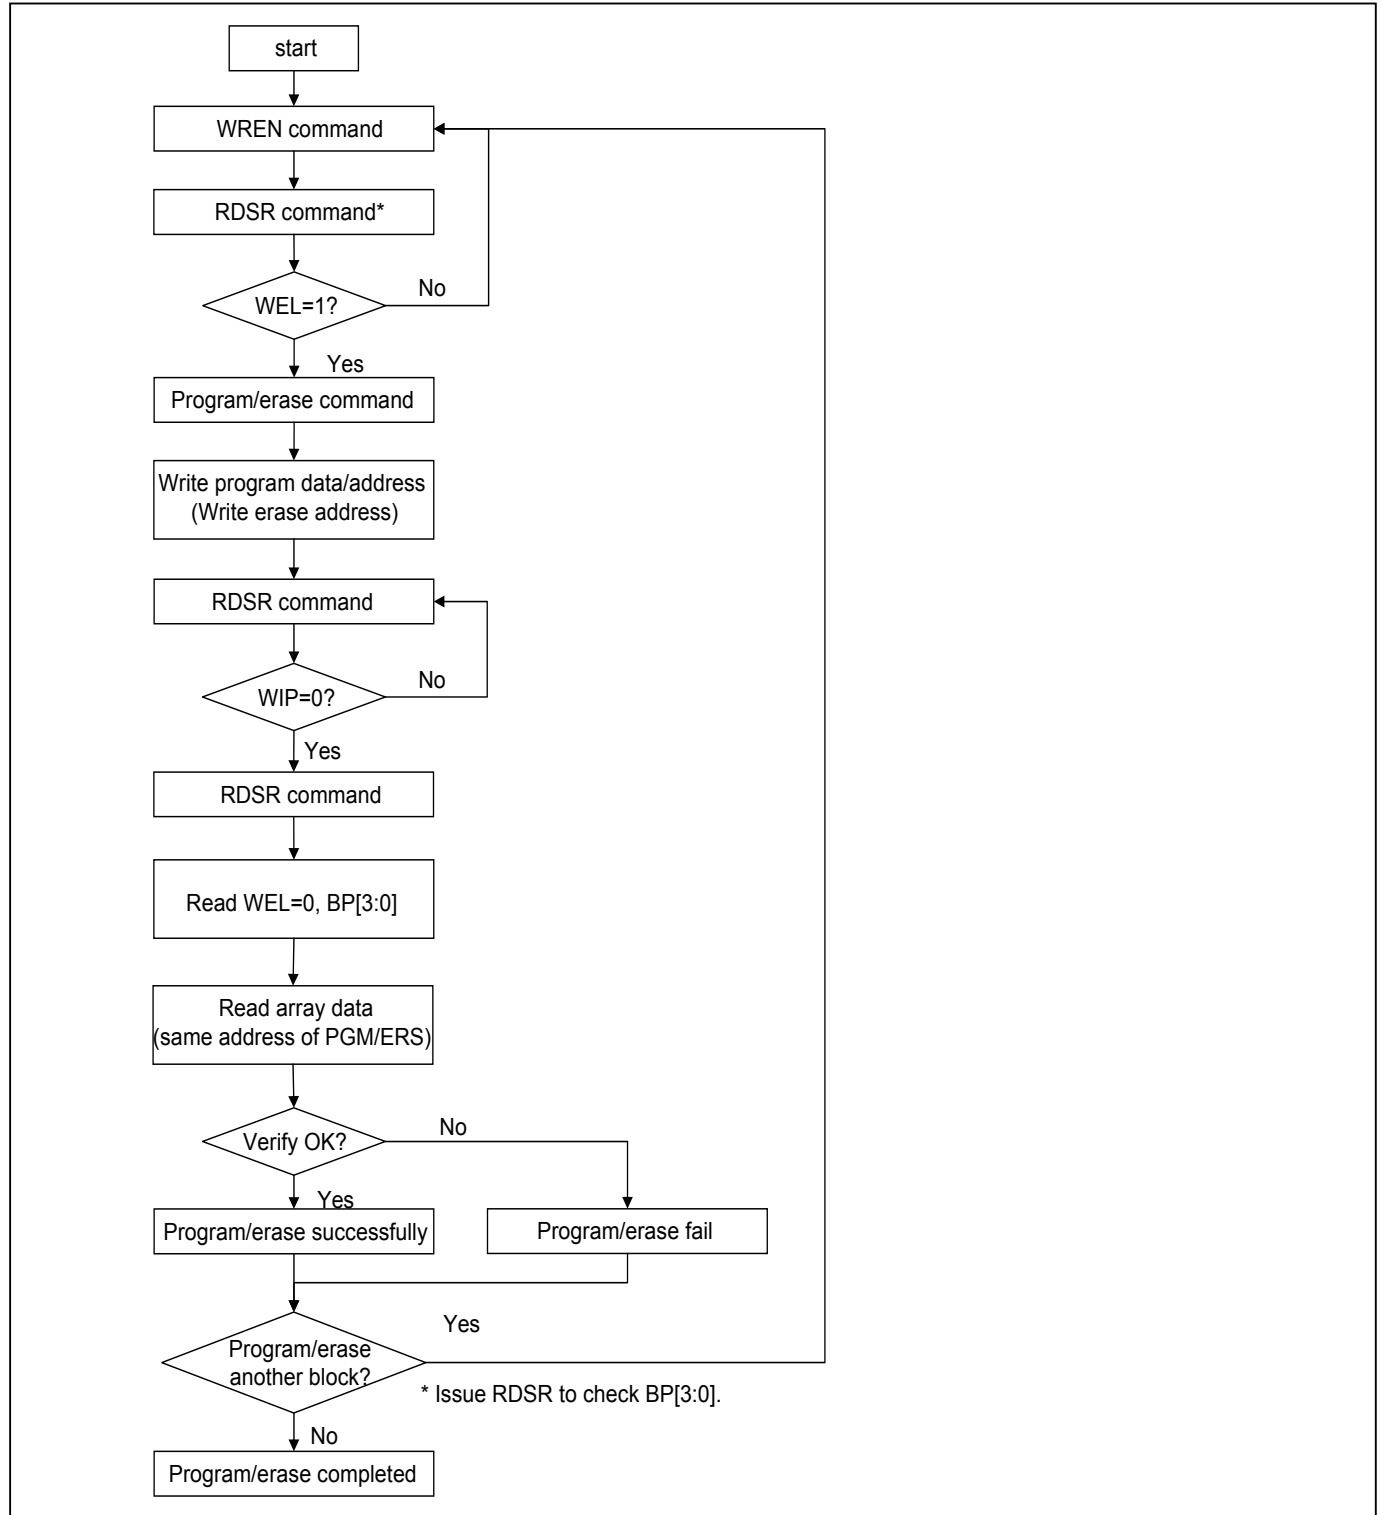 start
WREN command
RDSR command*
WEL=1?
No
Yes
Program/erase command
Write program data/address
(Write erase address)
RDSR command
WIP=0?
No
Yes
RDSR command
Read WEL=0, BP[3:0]
Read array data
(same address of PGM/ERS)
Verify OK?
No
Yes
Program/erase successfully
Program/erase fail
Yes
Program/erase
another block?
* Issue RDSR to check BP[3:0].
No
Program/erase completed